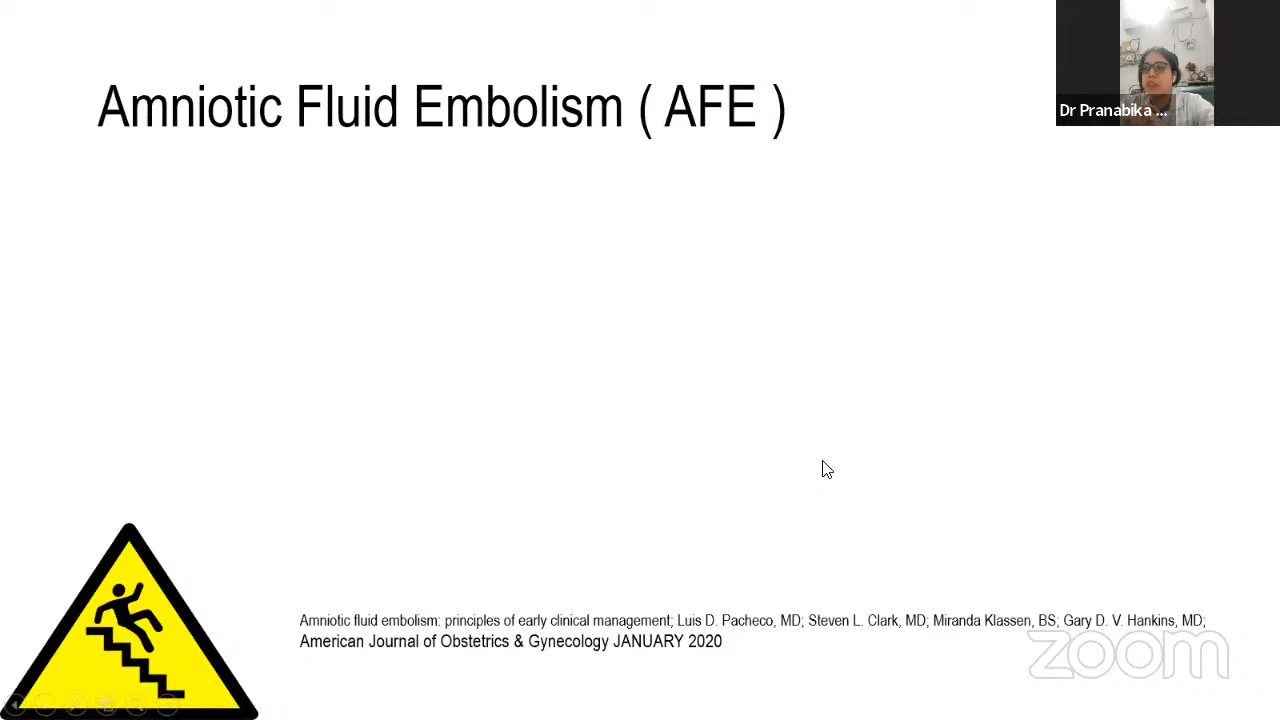 Amniotic Fluid Embolism ( AFE )
Dr Pranabika ...
Amniotic fluid embolism: principles of early clinical management; Luis D. Pacheco, MD; Steven L. Clark, MD; Miranda Klassen, BS; Gary D. V. Hankins, MD;
American Journal of Obstetrics & Gynecology JANUARY 2020
zoom